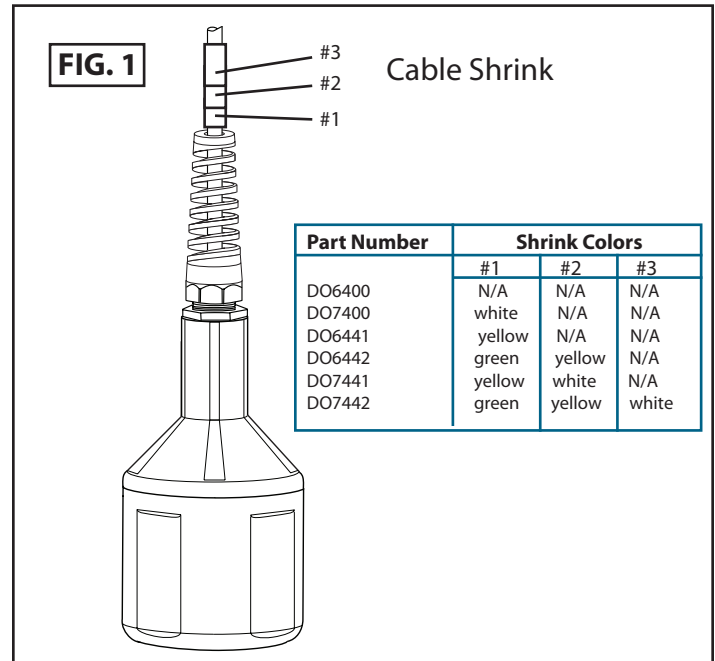 FIG. 1
#3
#2
#1
Cable Shrink
Part Number Shrink Colors
#1 #2 #3
DO6400 N/A N/A N/A
DO7400 white N/A N/A
DO6441 yellow N/A N/A
DO6442 green yellow N/A
DO7441 yellow white N/A
DO7442 green yellow white